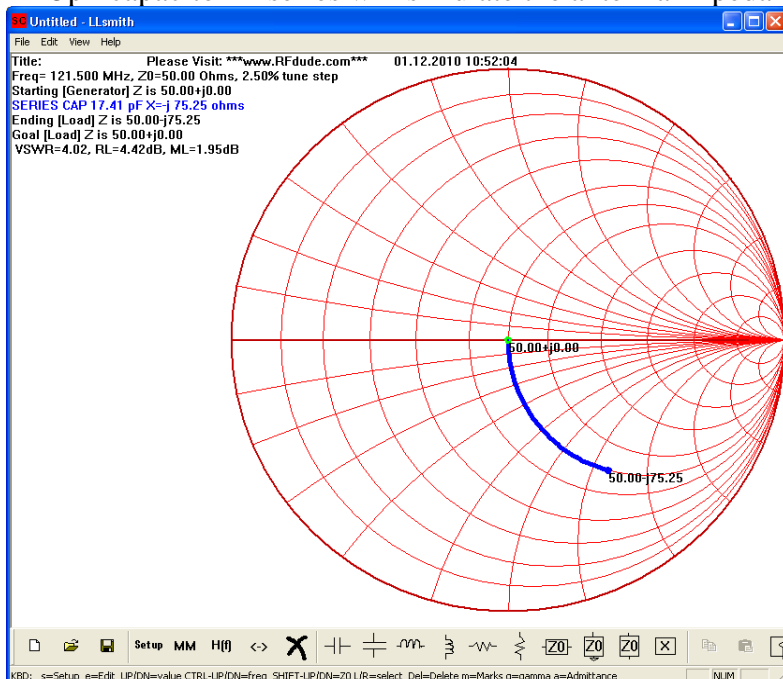 Untitled - LLsmith
File Edit View Help
Title: Please Visit: ***www.RFdude.com*** 01.12.2010 10:52:04
Freq= 121.500 MHz, Z0=50.00 Ohms, 2.50% tune step
Starting [Generator] Z is 50.00+j0.00
SERIES CAP 17.41 pF X=-j 75.25 ohms
Ending [Load] Z is 50.00-j75.25
Goal [Load] Z is 50.00+j0.00
VSWR=4.02, RL=4.42dB, ML=1.95dB
50.00+j0.00
50.00-j75.25
Setup MM H(f) <-> Z0 Z0 Z0 X
KBD: s=Setup e=Edit UP/DN=value CTRL-UP/DN=freq SHIFT-UP/DN=Z0 L/R=select Del=Delete m=Marks g=gamma a=Admittance NUM